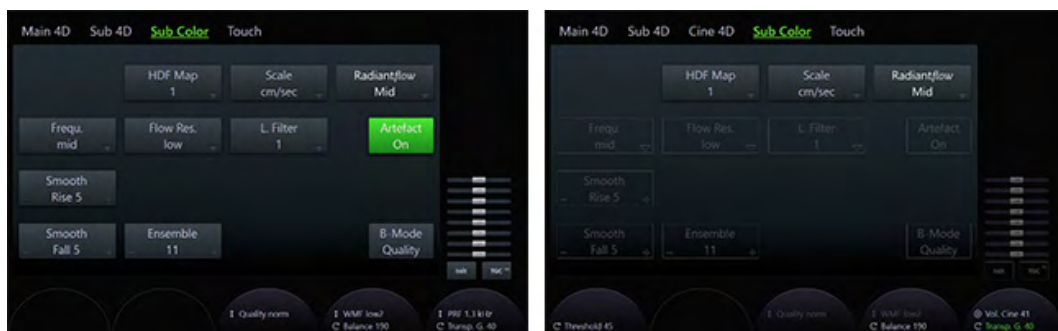 Main 4D Sub 4D Sub Color Touch
HDF Map Scale Radiantflow
1 cm/sec Mid
Frequ. Flow Res. L. Filter Artefact
mid low 1 On
Smooth
Rise 5
Smooth Ensemble B-Mode
Fall 5 11 Quality
Init
Quality norm WMF low2 PRF 1.3 kHz
Balance 190 Transp. G. 40
Main 4D Sub 4D Cine 4D Sub Color Touch
HDF Map Scale Radiantflow
1 cm/sec Mid
Frequ. Flow Res. L. Filter Artefact
mid low 1 On
Smooth
Rise 5
Smooth Ensemble B-Mode
Fall 5 11 Quality
Quality norm WMF low2 Vol. Cine 41
Threshold 45 Balance 190 Transp. G. 40